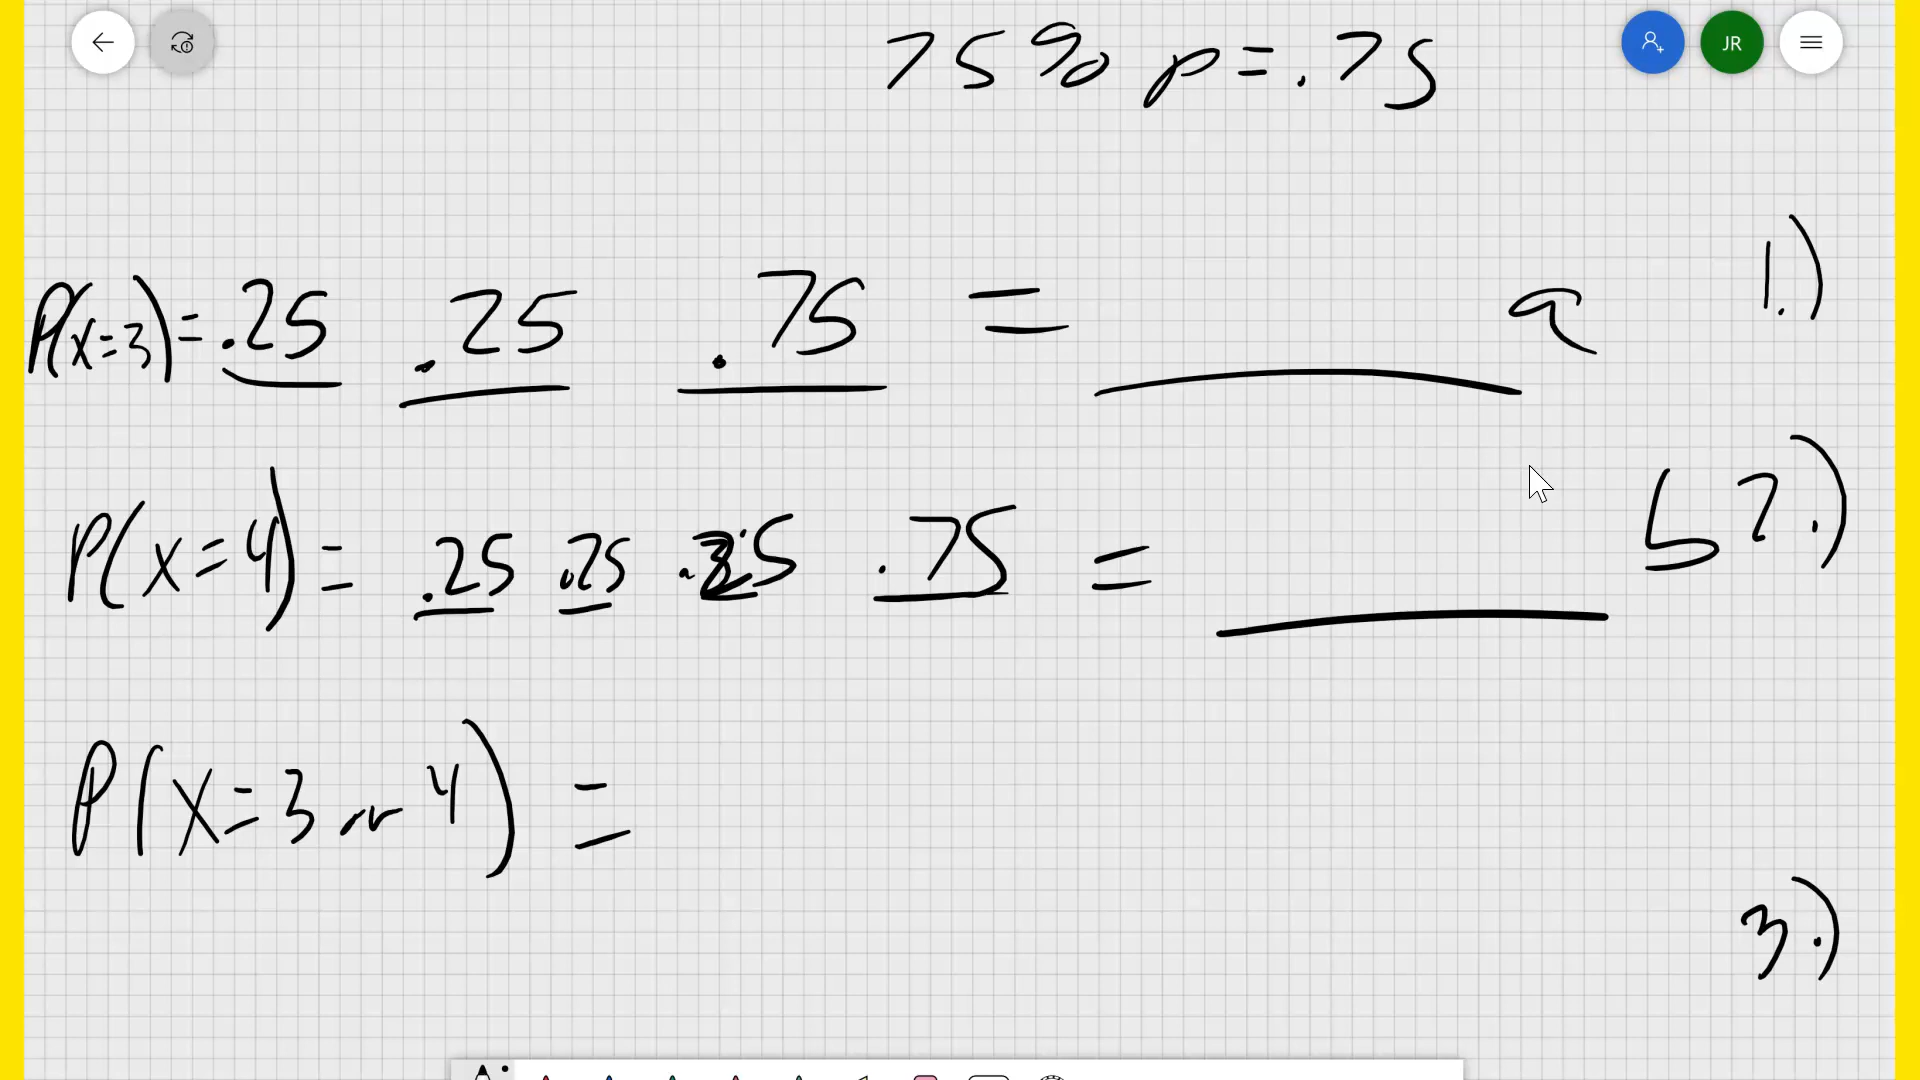 JR
75% p=.75
1.)
P(x=3)= .25 .25 .75 = a
P(x=4) = .25 .25 .25 .75 = b 2.)
P(x=3 or 4) =
3.)